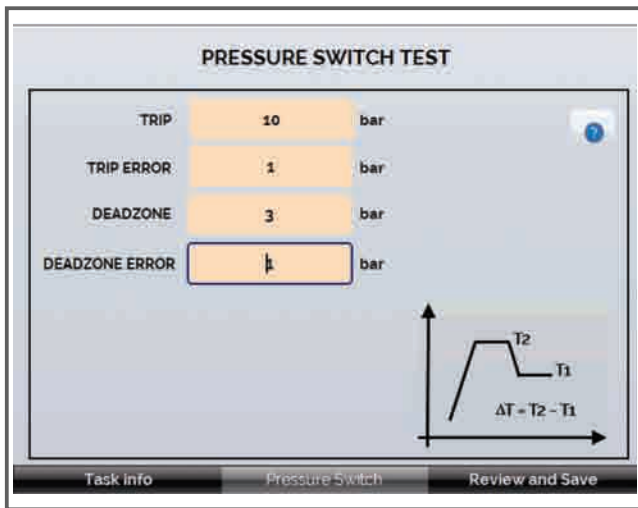 PRESSURE SWITCH TEST
TRIP 10 bar
?
TRIP ERROR 1 bar
DEADZONE 3 bar
DEADZONE ERROR 1 bar
T2
T1
ΔT = T2 - T1
Task info Pressure Switch Review and Save